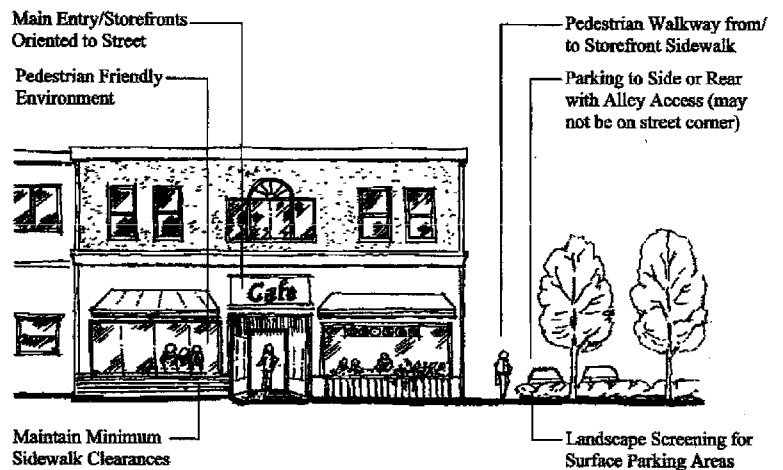 Main Entry/Storefronts
Oriented to Street
Pedestrian Friendly
Environment
Pedestrian Walkway from/
to Storefront Sidewalk
Parking to Side or Rear
with Alley Access (may
not be on street corner)
Cafe
Maintain Minimum
Sidewalk Clearances
Landscape Screening for
Surface Parking Areas